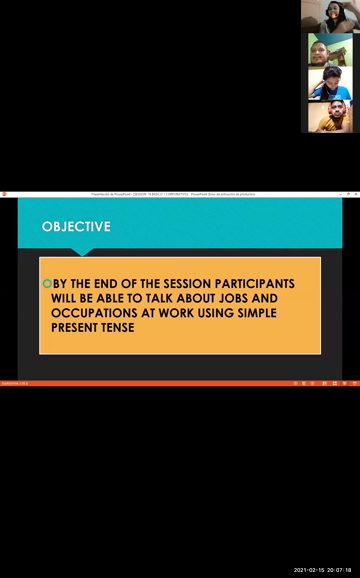 OBJECTIVE
BY THE END OF THE SESSION PARTICIPANTS
WILL BE ABLE TO TALK ABOUT JOBS AND
OCCUPATIONS AT WORK USING SIMPLE
PRESENT TENSE
2021-02-15 20:07:18